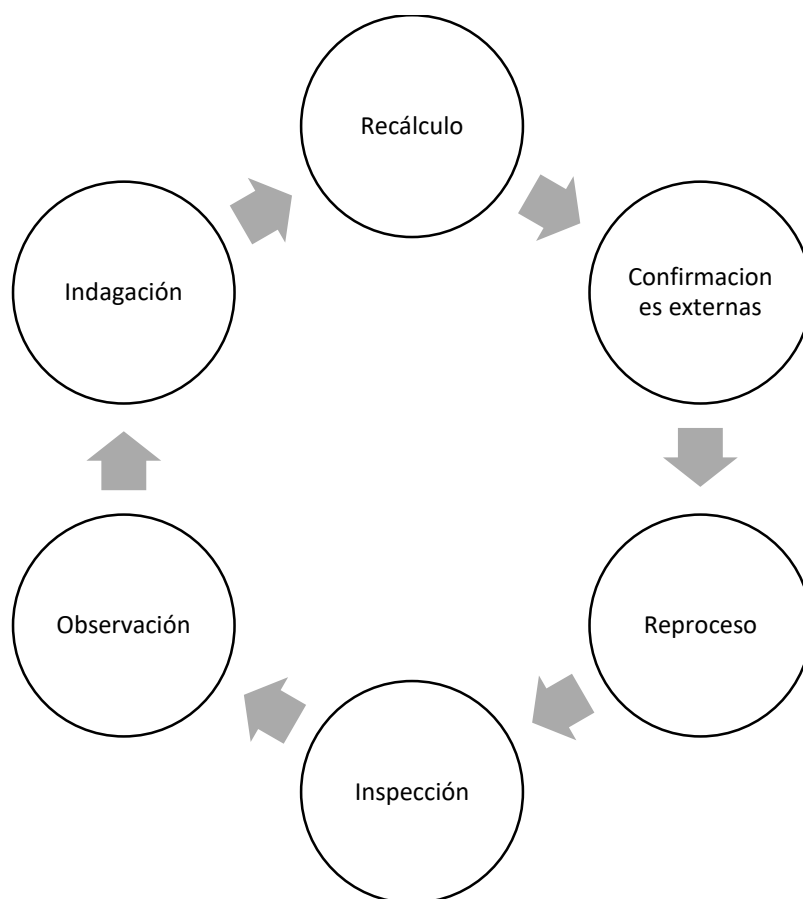 Recálculo
Confirmacion
es externas
Reproceso
Inspección
Observación
Indagación